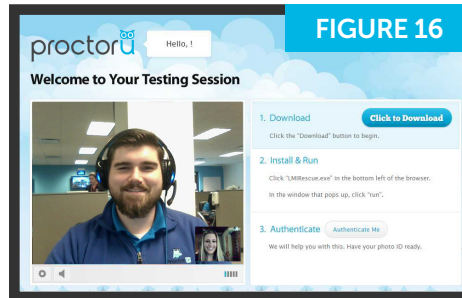 FIGURE 16
proctorU
Hello, !
Welcome to Your Testing Session
1. Download
Click to Download
Click the "Download" button to begin.
2. Install & Run
Click "LMIRescue.exe" in the bottom left of the browser.
In the window that pops up, click "run".
3. Authenticate
Authenticate Me
We will help you with this. Have your photo ID ready.